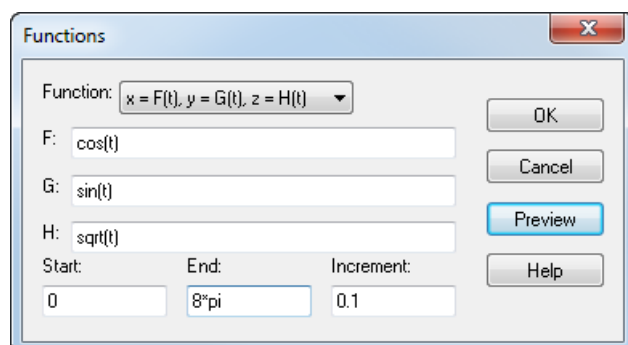 Functions
Function: x = F(t), y = G(t), z = H(t)
OK
F: cos(t)
Cancel
G: sin(t)
Preview
H: sqrt(t)
Start: End: Increment:
Help
0 8*pi 0.1